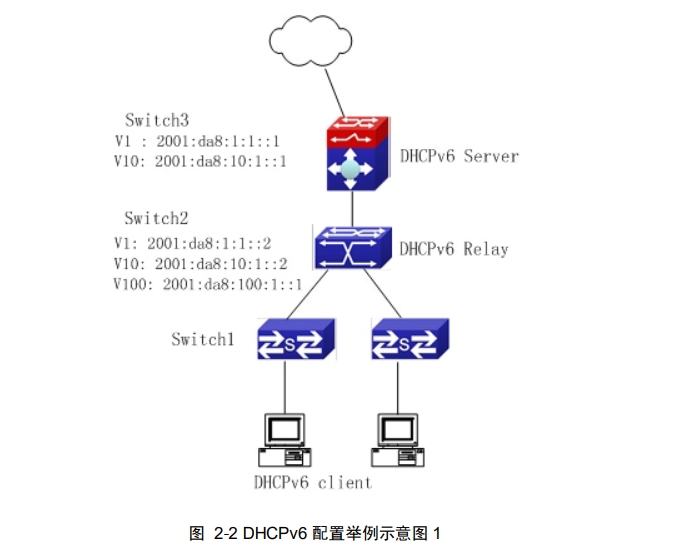 Switch3
V1 : 2001:da8:1:1::1
V10: 2001:da8:10:1::1
DHCPv6 Server
Switch2
V1: 2001:da8:1:1::2
V10: 2001:da8:10:1::2
V100: 2001:da8:100:1::1
DHCPv6 Relay
Switch1
S
S
DHCPv6 client
图 2-2 DHCPv6 配置举例示意图 1